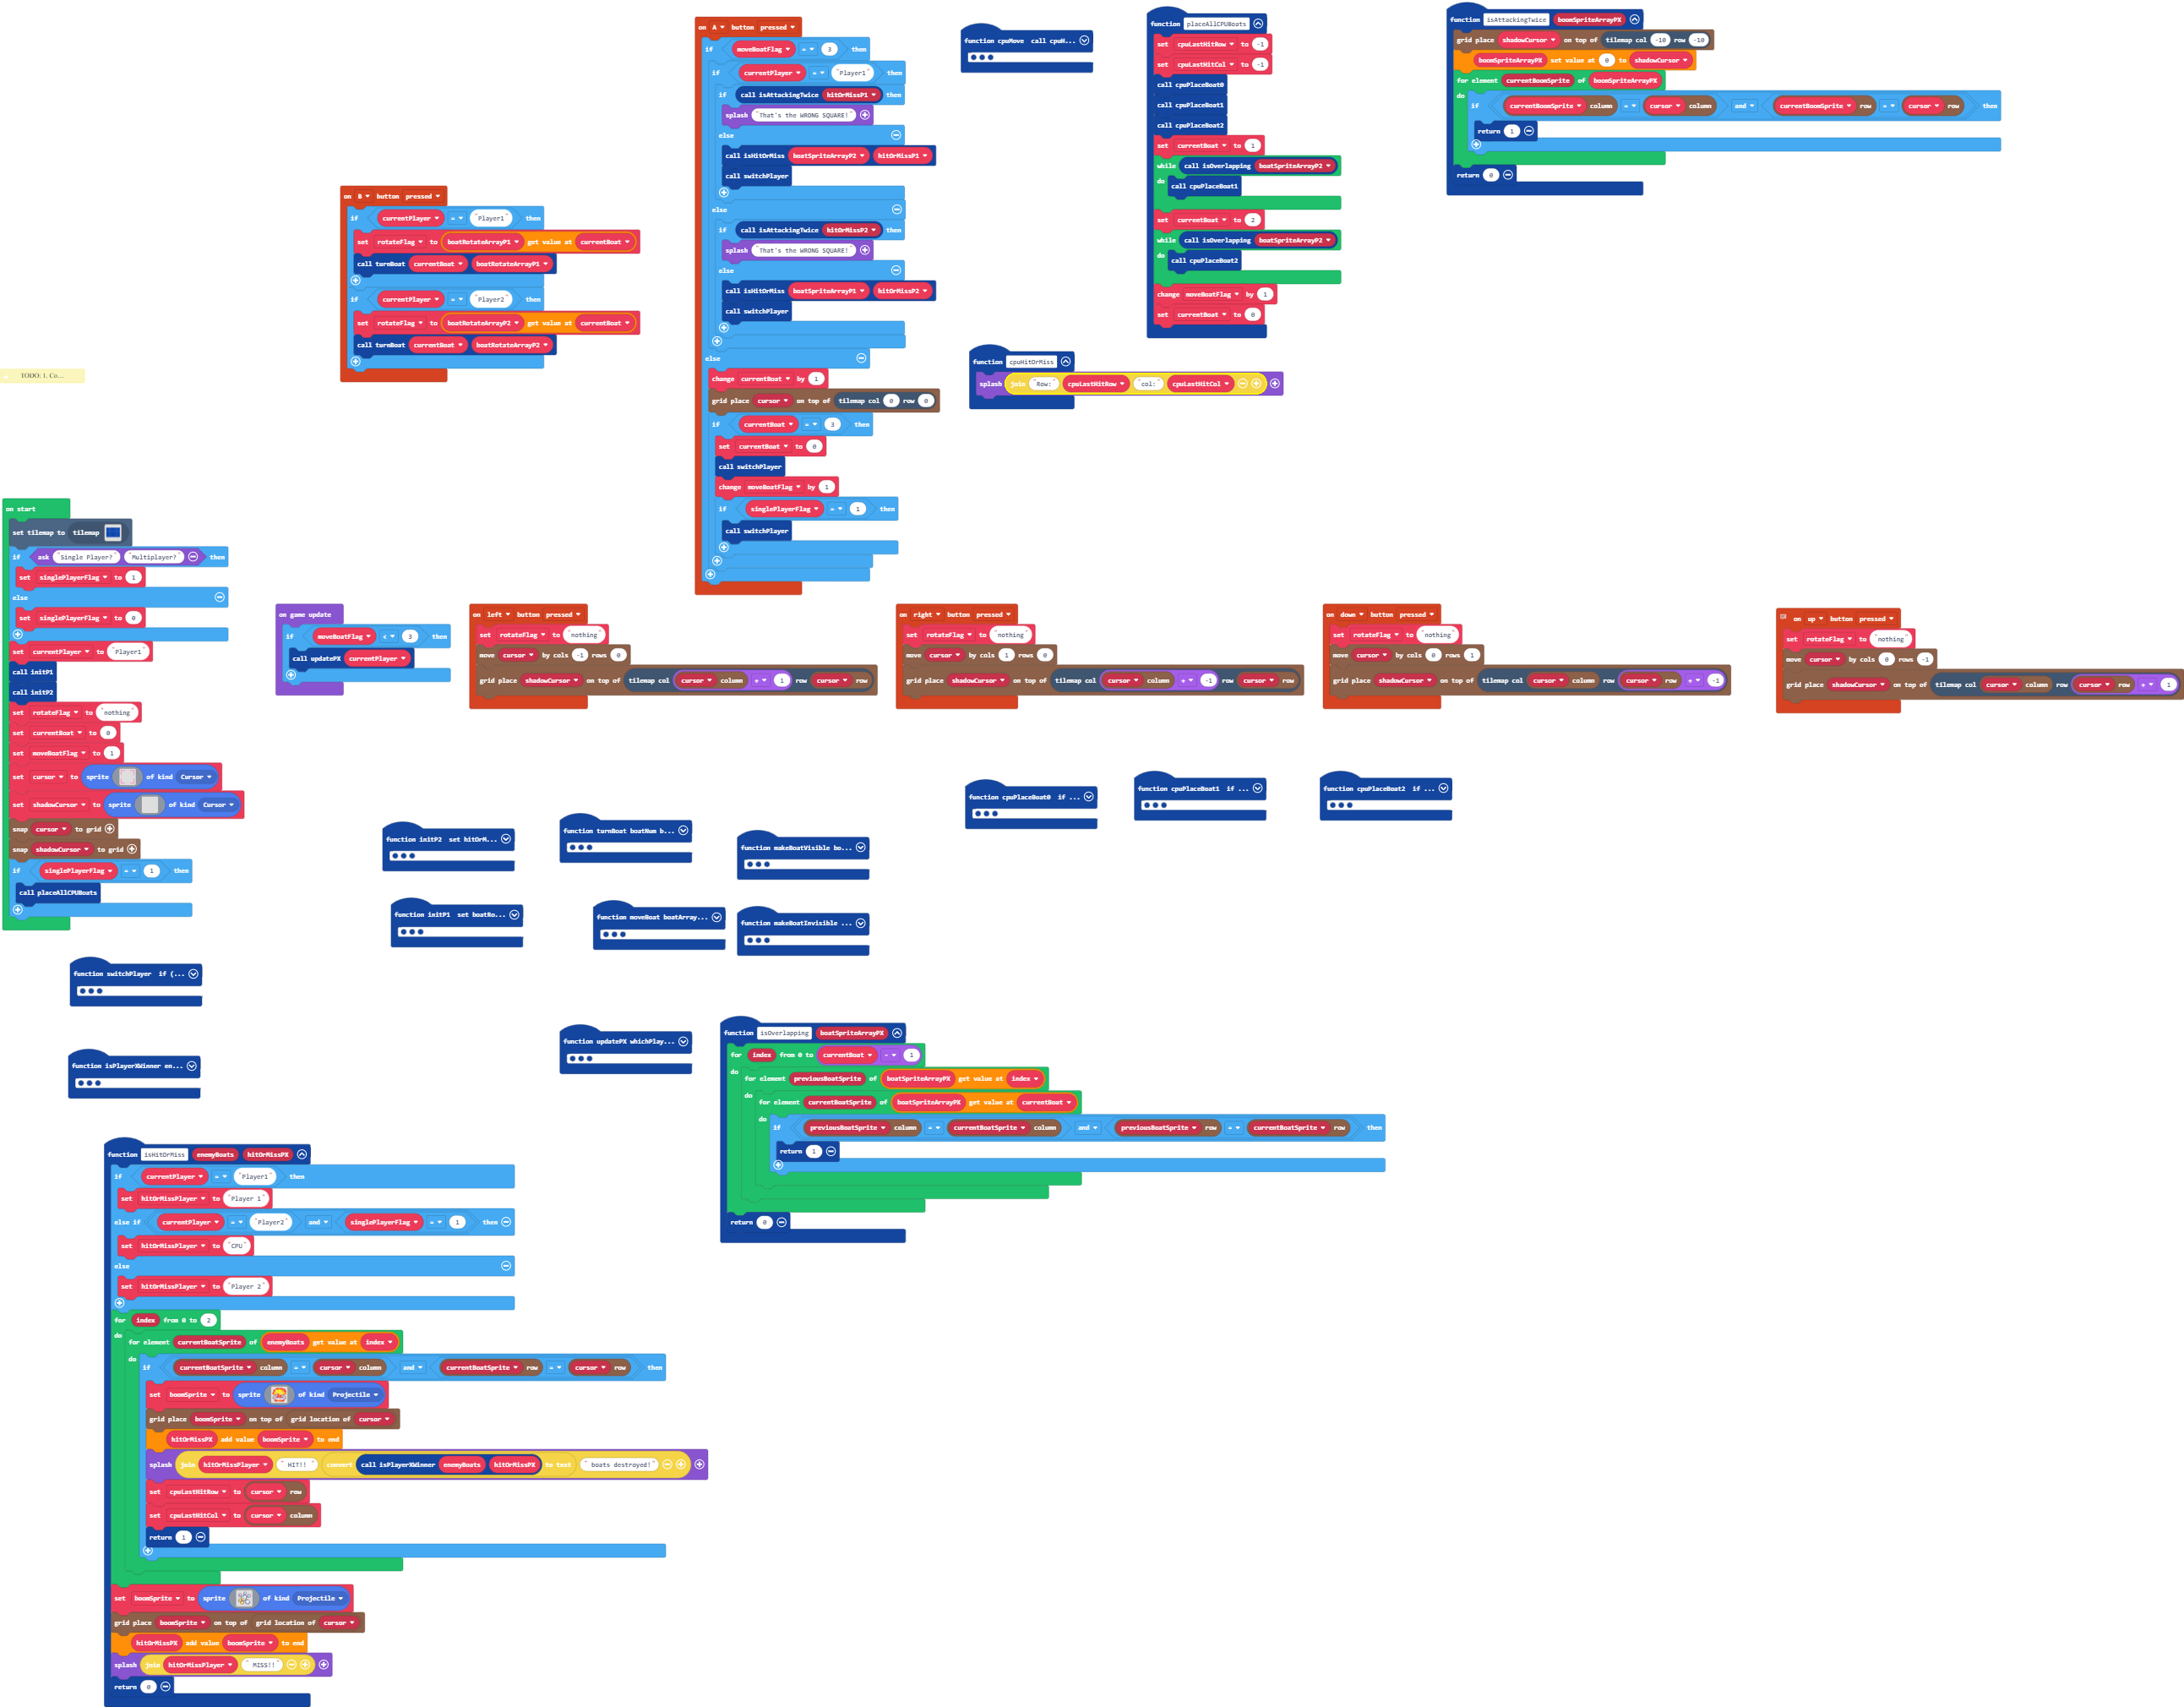 on A button pressed
if moveBoatFlag = 3 then
if currentPlayer = "Player1" then
if call isAttackingTwice hitOrMissP1 then
splash "That's the WRONG SQUARE!"
else
call isHitOrMiss boatSpriteArrayP2 hitOrMissP1
call switchPlayer
else
if call isAttackingTwice hitOrMissP2 then
splash "That's the WRONG SQUARE!"
else
call isHitOrMiss boatSpriteArrayP1 hitOrMissP2
call switchPlayer
else
change currentBoat by 1
grid place cursor on top of tilemap col 0 row 0
if currentBoat = 3 then
set currentBoat to 0
call switchPlayer
change moveBoatFlag by 1
if singlePlayerFlag = 1 then
call switchPlayer
function cpuMove call cpuH...
function placeAllCPUBoats
set cpuLastHitRow to -1
set cpuLastHitCol to -1
call cpuPlaceBoat0
call cpuPlaceBoat1
call cpuPlaceBoat2
set currentBoat to 1
while call isOverlapping boatSpriteArrayP2
do call cpuPlaceBoat1
set currentBoat to 2
while call isOverlapping boatSpriteArrayP2
do call cpuPlaceBoat2
change moveBoatFlag by 1
set currentBoat to 0
function isAttackingTwice boomSpriteArrayPX
grid place shadowCursor on top of tilemap col -10 row -10
boomSpriteArrayPX set value at 0 to shadowCursor
for element currentBoomSprite of boomSpriteArrayPX
do if currentBoomSprite column = cursor column and currentBoomSprite row = cursor row then
return 1
return 0
on B button pressed
if currentPlayer = "Player1" then
set rotateFlag to boatRotateArrayP1 get value at currentBoat
call turnBoat currentBoat boatRotateArrayP1
if currentPlayer = "Player2" then
set rotateFlag to boatRotateArrayP2 get value at currentBoat
call turnBoat currentBoat boatRotateArrayP2
TODO: 1. Co...
function cpuHitOrMiss
splash join "Row:" cpuLastHitRow "col:" cpuLastHitCol
on start
set tilemap to tilemap
if ask "Single Player?" "Multiplayer?" then
set singlePlayerFlag to 1
else
set singlePlayerFlag to 0
set currentPlayer to "Player1"
call initP1
call initP2
set rotateFlag to "nothing"
set currentBoat to 0
set moveBoatFlag to 1
set cursor to sprite of kind Cursor
set shadowCursor to sprite of kind Cursor
snap cursor to grid
snap shadowCursor to grid
if singlePlayerFlag = 1 then
call placeAllCPUBoats
on game update
if moveBoatFlag < 3 then
call updatePX currentPlayer
on left button pressed
set rotateFlag to "nothing"
move cursor by cols -1 rows 0
grid place shadowCursor on top of tilemap col cursor column + 1 row cursor row
on right button pressed
set rotateFlag to "nothing"
move cursor by cols 1 rows 0
grid place shadowCursor on top of tilemap col cursor column + -1 row cursor row
on down button pressed
set rotateFlag to "nothing"
move cursor by cols 0 rows 1
grid place shadowCursor on top of tilemap col cursor column row cursor row + -1
on up button pressed
set rotateFlag to "nothing"
move cursor by cols 0 rows -1
grid place shadowCursor on top of tilemap col cursor column row cursor row + 1
function cpuPlaceBoat0 if ...
function cpuPlaceBoat1 if ...
function cpuPlaceBoat2 if ...
function initP2 set hitOrM...
function turnBoat boatNum b...
function makeBoatVisible bo...
function initP1 set boatRo...
function moveBoat boatArray...
function makeBoatInvisible ...
function switchPlayer if (...
function isPlayerXWinner en...
function updatePX whichPlay...
function isOverlapping boatSpriteArrayPX
for index from 0 to currentBoat - 1
do for element previousBoatSprite of boatSpriteArrayPX get value at index
do for element currentBoatSprite of boatSpriteArrayPX get value at currentBoat
do if previousBoatSprite column = currentBoatSprite column and previousBoatSprite row = currentBoatSprite row then
return 1
return 0
function isHitOrMiss enemyBoats hitOrMissPX
if currentPlayer = "Player1" then
set hitOrMissPlayer to "Player 1"
else if currentPlayer = "Player2" and singlePlayerFlag = 1 then
set hitOrMissPlayer to "CPU"
else
set hitOrMissPlayer to "Player 2"
for index from 0 to 2
do for element currentBoatSprite of enemyBoats get value at index
do if currentBoatSprite column = cursor column and currentBoatSprite row = cursor row then
set boomSprite to sprite of kind Projectile
grid place boomSprite on top of grid location of cursor
hitOrMissPX add value boomSprite to end
splash join hitOrMissPlayer " HIT!! " convert call isPlayerXWinner enemyBoats hitOrMissPX to text " boats destroyed!"
set cpuLastHitRow to cursor row
set cpuLastHitCol to cursor column
return 1
set boomSprite to sprite of kind Projectile
grid place boomSprite on top of grid location of cursor
hitOrMissPX add value boomSprite to end
splash join hitOrMissPlayer " MISS!!"
return 0